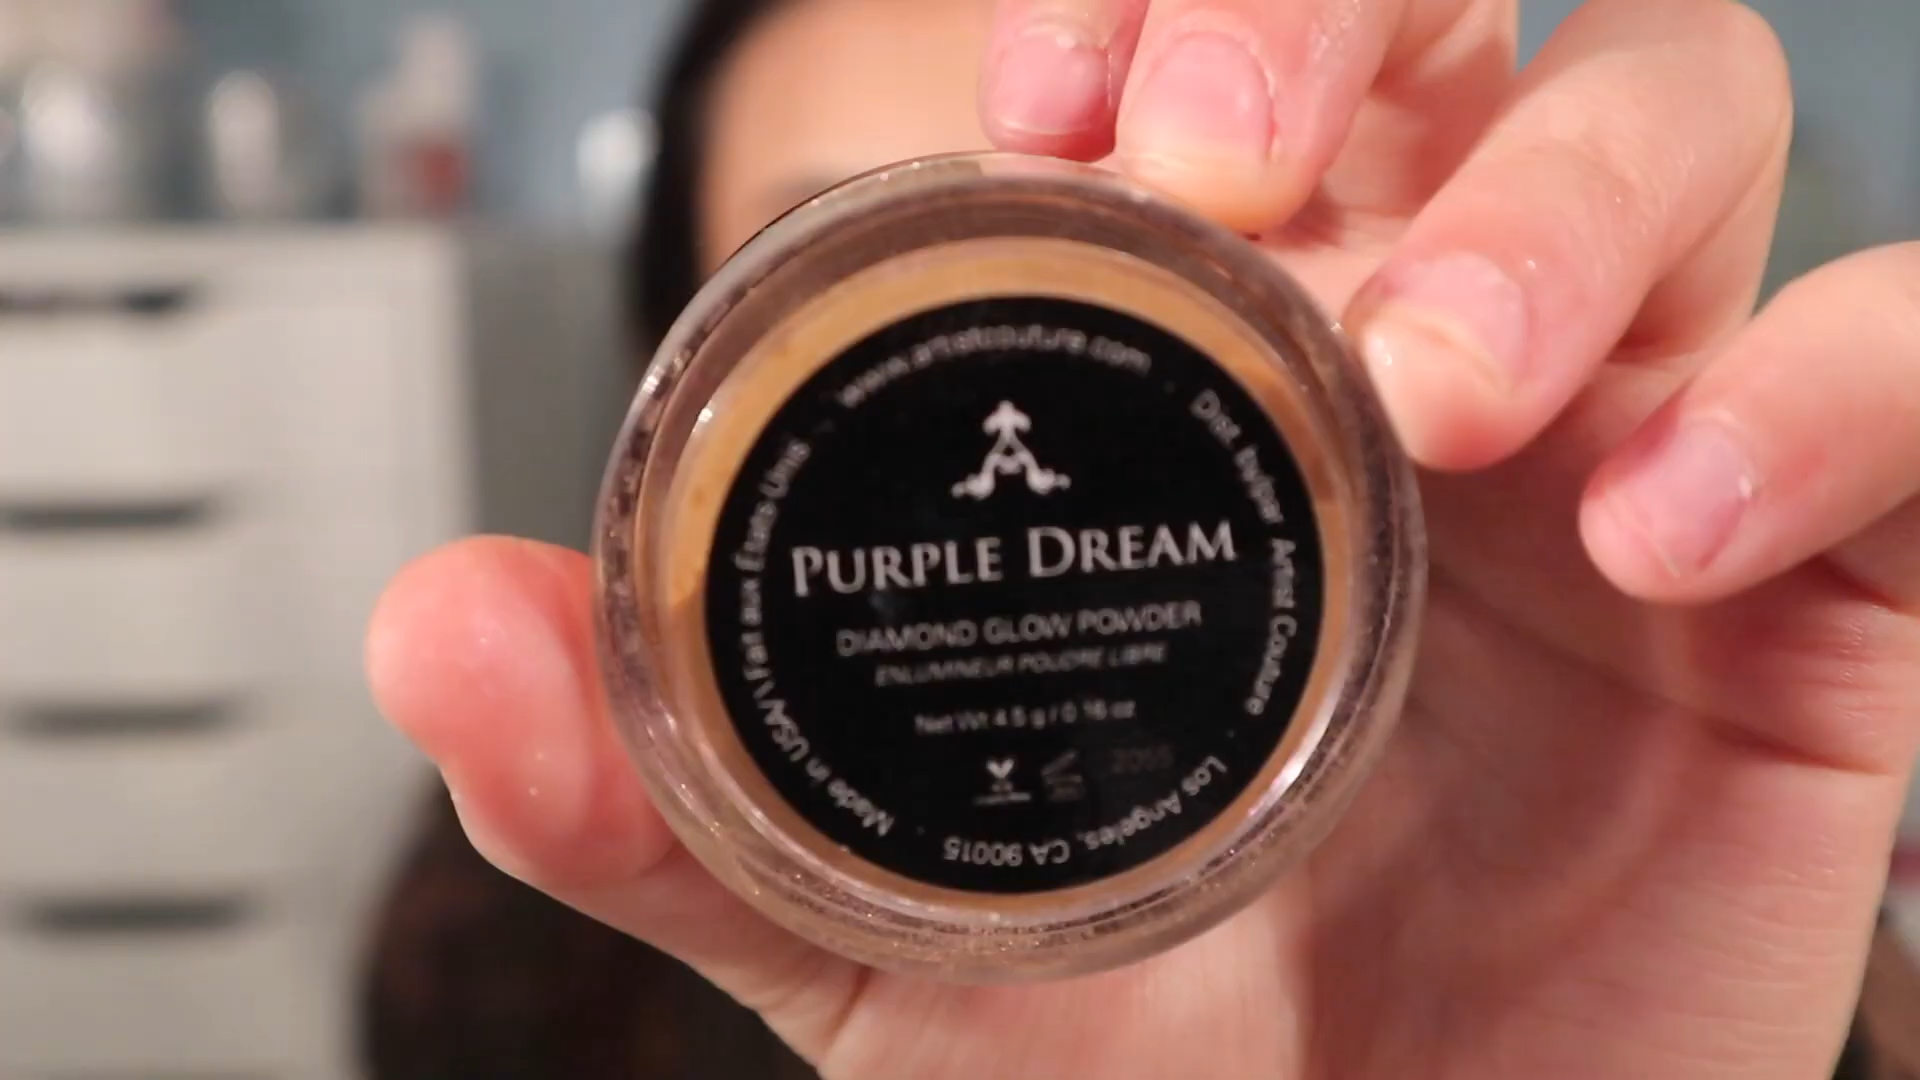 www.artistcouture.com
PURPLE DREAM
DIAMOND GLOW POWDER
ENLUMINEUR POUDRE LIBRE
Net Wt 4.5 g / 0.16 oz
Dist. by/par Artist Couture
Los Angeles, CA 90015
Made in USA/\Fait aux États-Unis